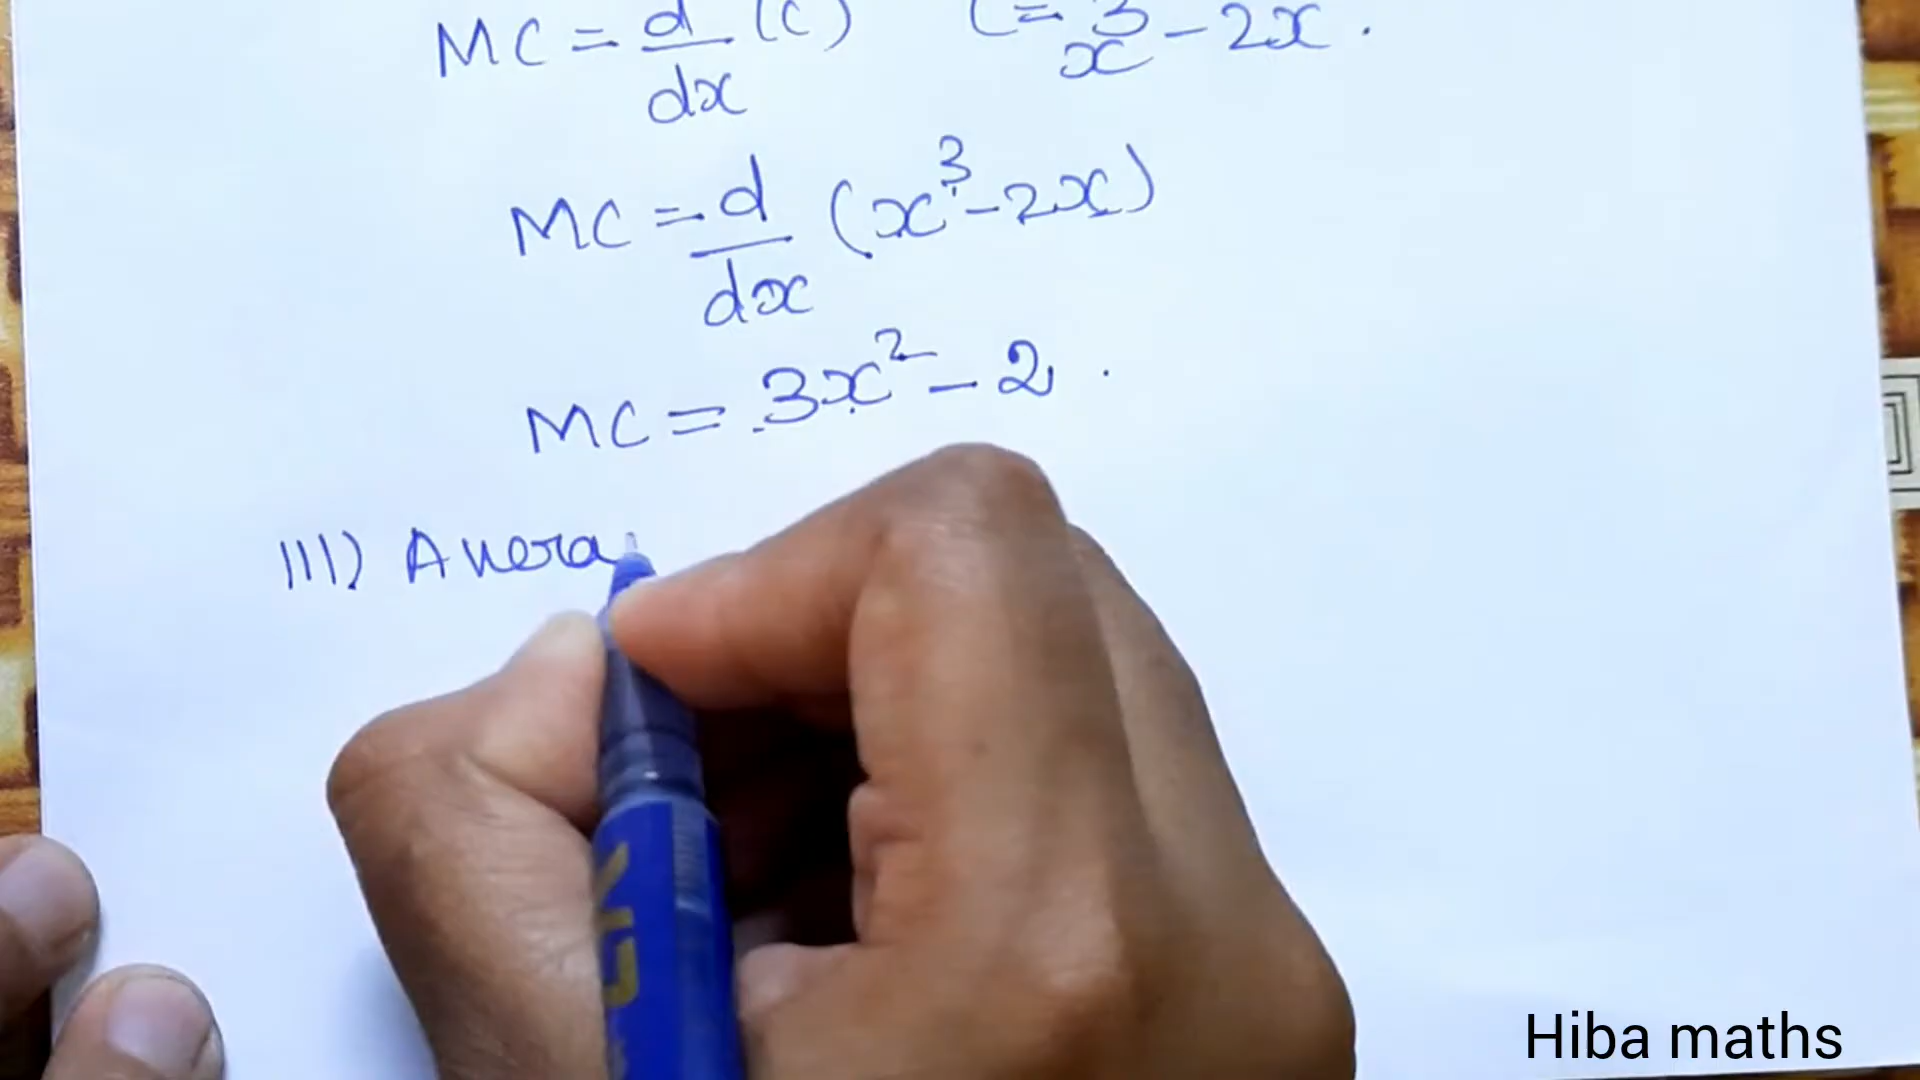 MC = d/dx (C) C = x³ - 2x.
MC = d/dx (x³ - 2x)
MC = 3x² - 2.
III) Avera
Hiba maths